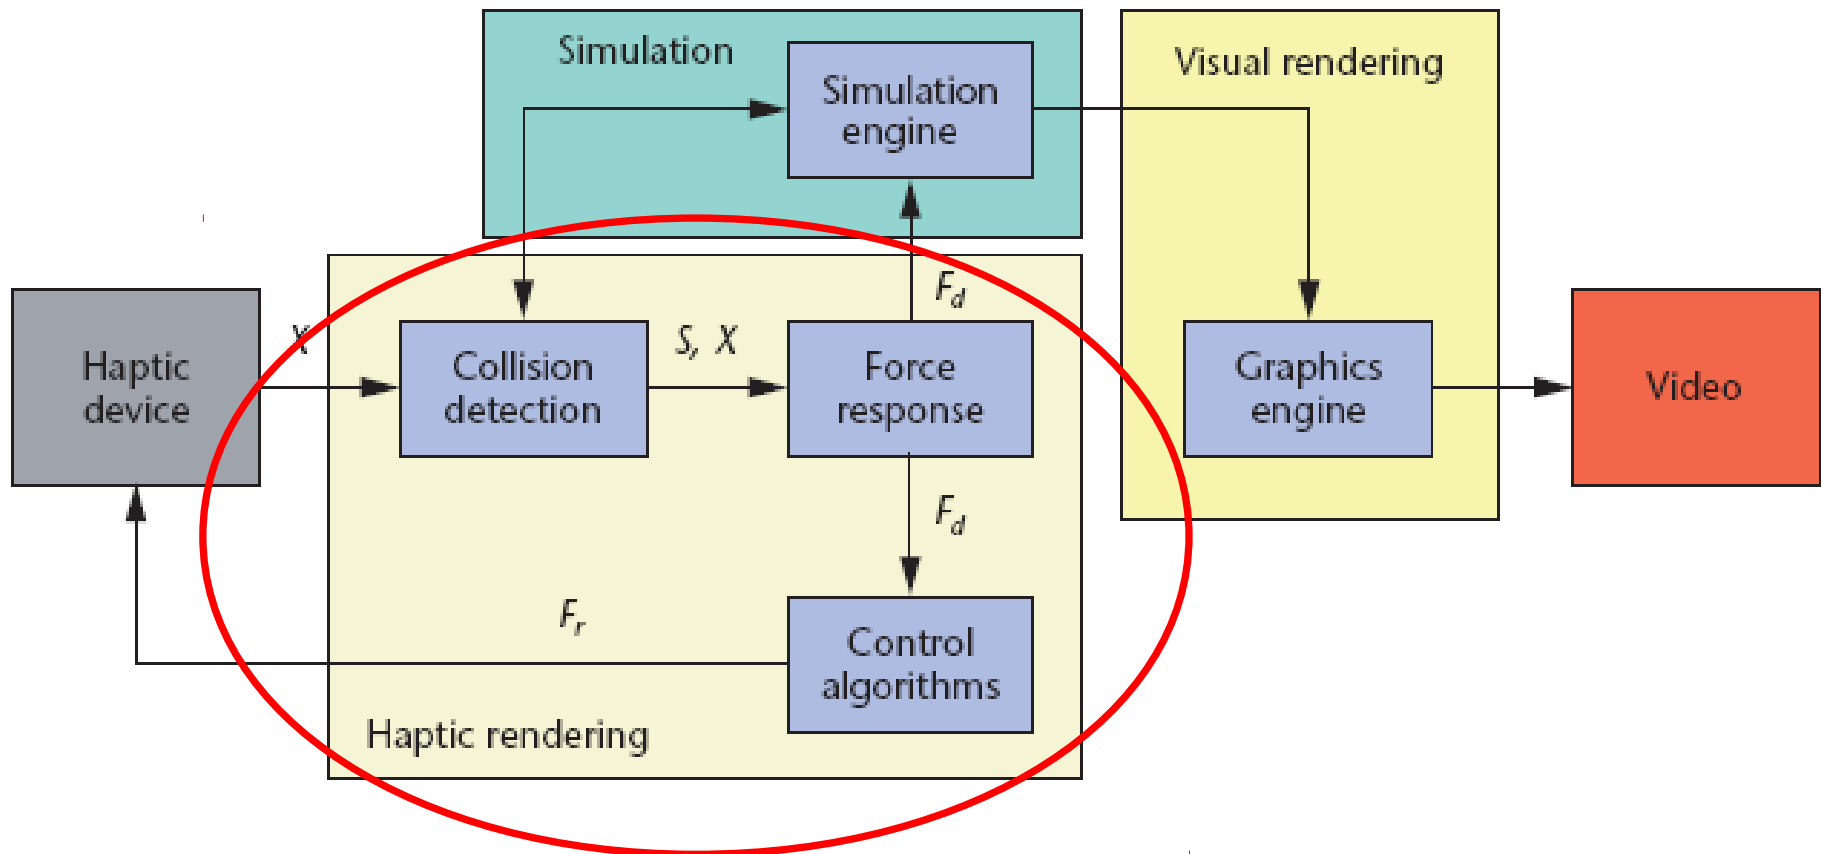 Simulation
Simulation
engine
Visual rendering
F_d
X
S, X
Haptic
device
Collision
detection
Force
response
Graphics
engine
Video
F_d
F_r
Control
algorithms
Haptic rendering